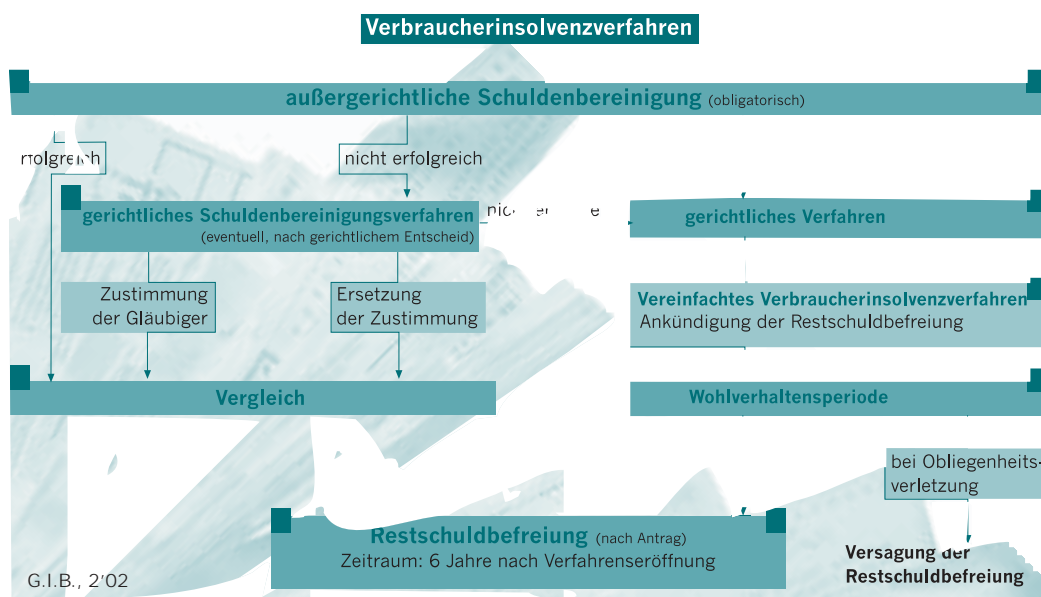 Verbraucherinsolvenzverfahren
außergerichtliche Schuldenbereinigung (obligatorisch)
nicht erfolgreich
gerichtliches Schuldenbereinigungsverfahren
(eventuell, nach gerichtlichem Entscheid)
gerichtliches Verfahren
Zustimmung
der Gläubiger
Ersetzung
der Zustimmung
Vereinfachtes Verbraucherinsolvenzverfahren
Ankündigung der Restschuldbefreiung
Vergleich
Wohlverhaltensperiode
bei Obliegenheits-
verletzung
Restschuldbefreiung (nach Antrag)
Zeitraum: 6 Jahre nach Verfahrenseröffnung
Versagung der
Restschuldbefreiung
G.I.B., 2'02